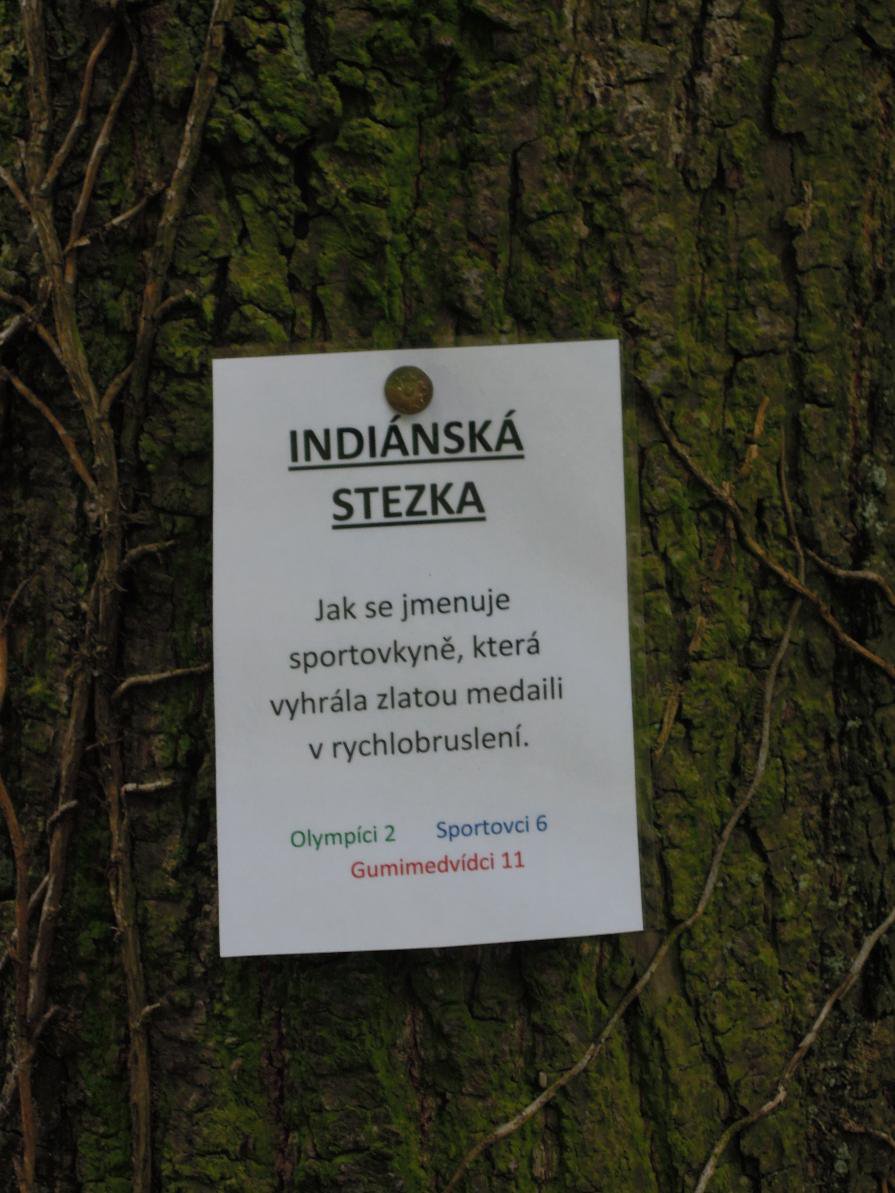 INDIÁNSKÁ
STEZKA
Jak se jmenuje
sportovkyně, která
vyhrála zlatou medaili
v rychlobruslení.
Olympíci 2 Sportovci 6
Gumimedvídci 11